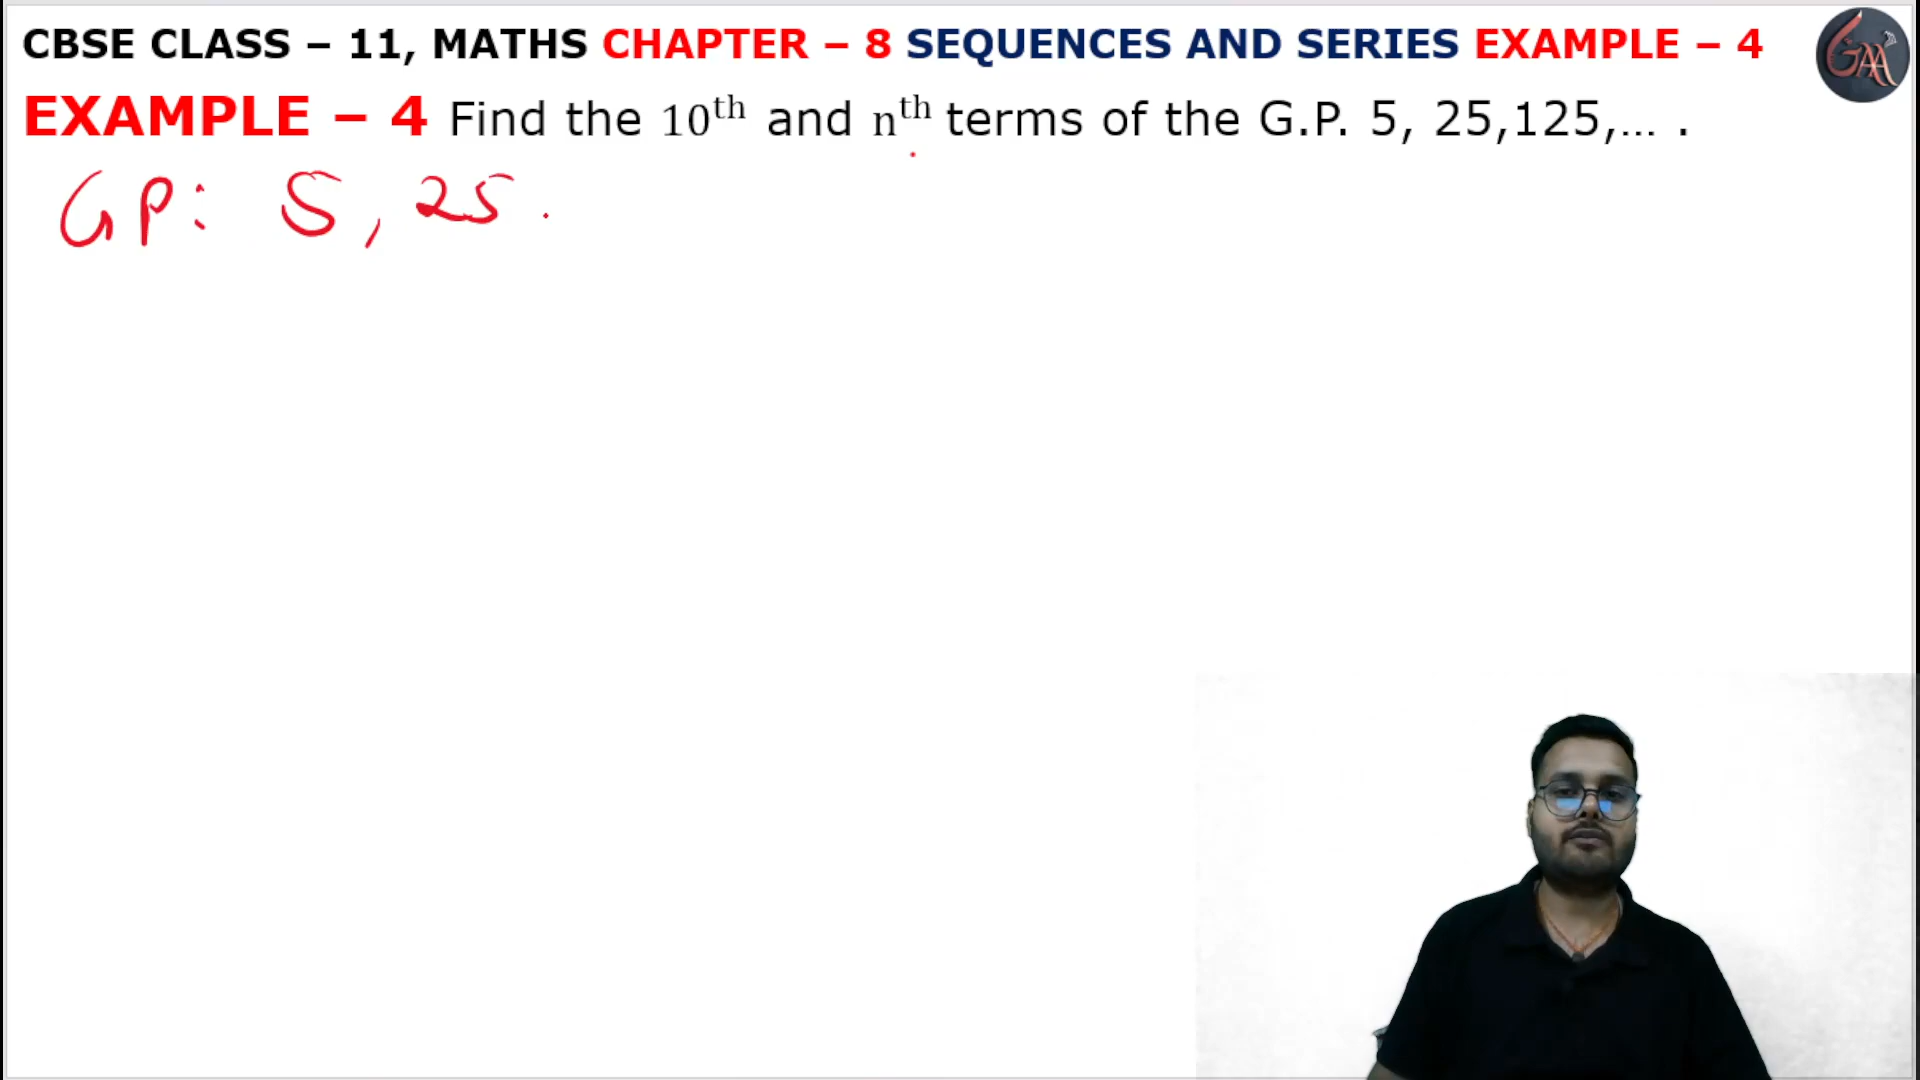 CBSE CLASS – 11, MATHS CHAPTER – 8 SEQUENCES AND SERIES EXAMPLE – 4
EXAMPLE – 4 Find the 10th and nth terms of the G.P. 5, 25,125,... .
GP: 5, 25 .